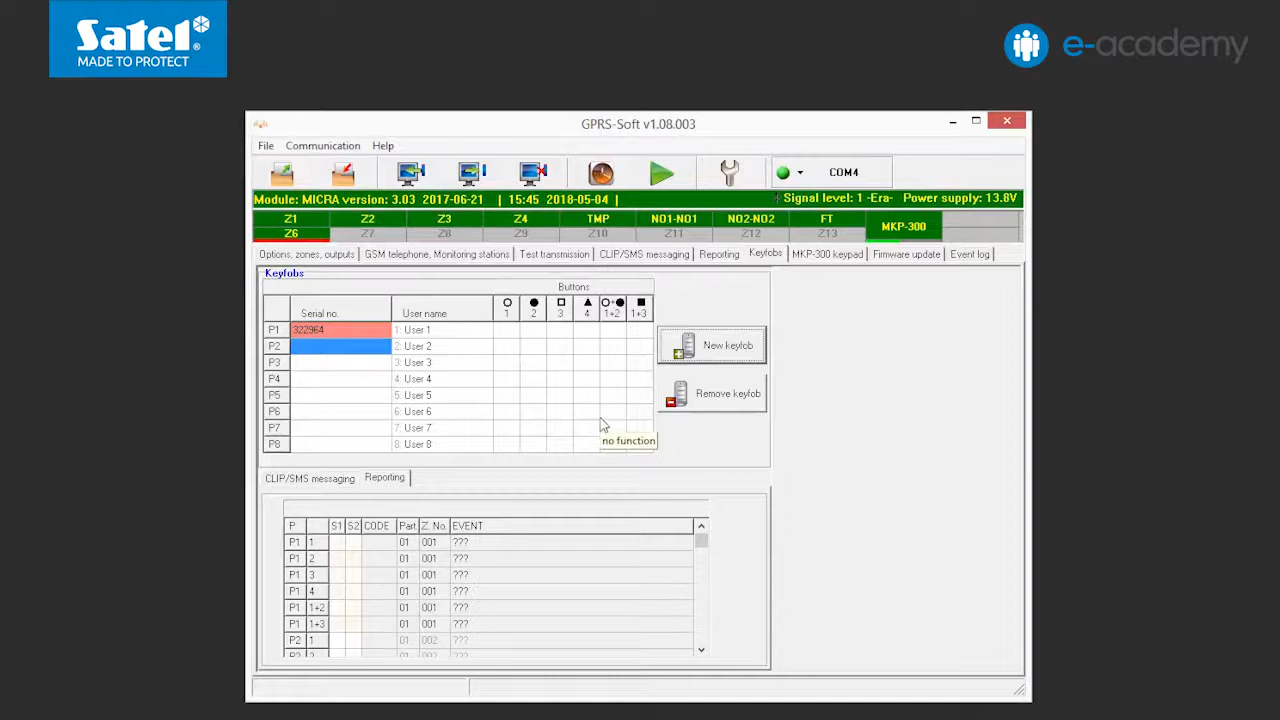 Satel®
MADE TO PROTECT
e-academy
GPRS-Soft v1.08.003
File Communication Help
COM4
Module: MICRA version: 3.03 2017-06-21 | 15:45 2018-05-04 | Signal level: 1 -Era- Power supply: 13.8V
Z1 Z2 Z3 Z4 TMP NO1-NO1 NO2-NO2 FT MKP-300
Z6 Z7 Z8 Z9 Z10 Z11 Z12 Z13
Options, zones, outputs GSM telephone, Monitoring stations Test transmission CLIP/SMS messaging Reporting Keyfobs MKP-300 keypad Firmware update Event log
Keyfobs
Buttons
Serial no. User name 1 2 3 4 1+2 1+3
P1 322964 1: User 1
P2 2: User 2
P3 3: User 3
P4 4: User 4
P5 5: User 5
P6 6: User 6
P7 7: User 7
P8 8: User 8
New keyfob
Remove keyfob
no function
CLIP/SMS messaging Reporting
P S1 S2 CODE Part. Z. No. EVENT
P1 1 01 001 ???
P1 2 01 001 ???
P1 3 01 001 ???
P1 4 01 001 ???
P1 1+2 01 001 ???
P1 1+3 01 001 ???
P2 1 01 002 ???
P2 2 01 002 ???